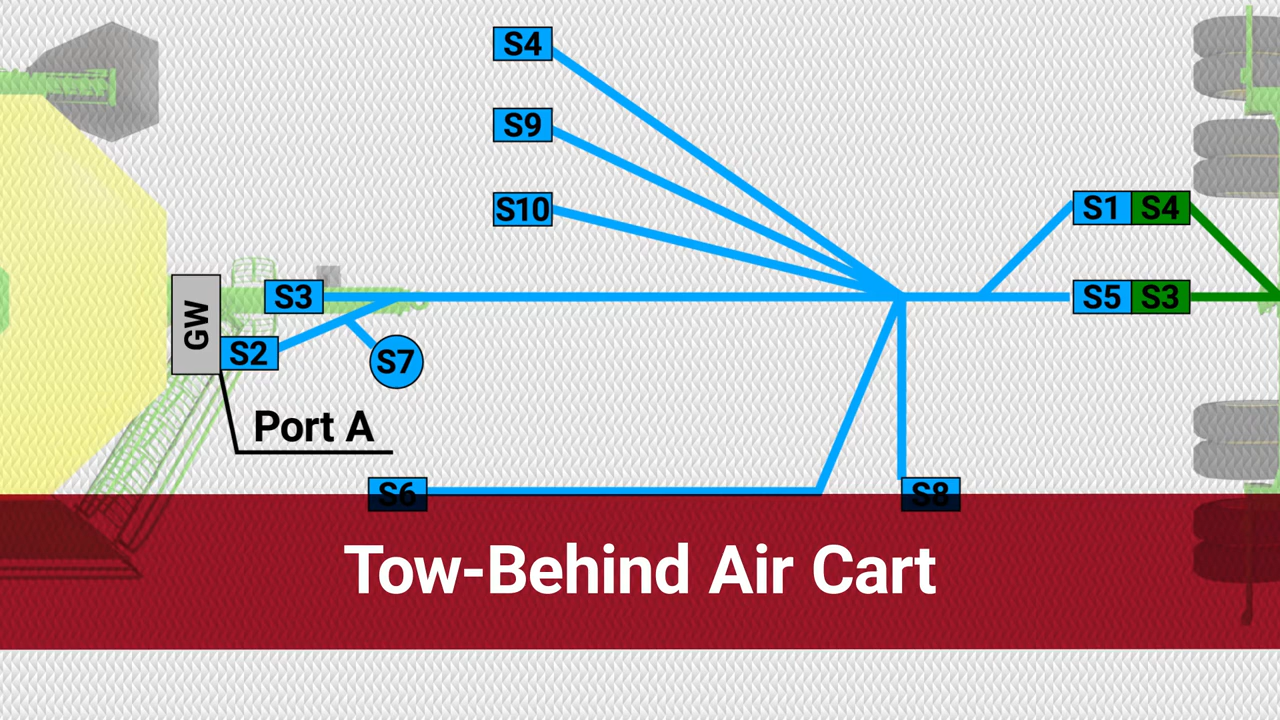 S4
S9
S10
S1 S4
S3
S5 S3
GW
S2
S7
Port A
S6
S8
Tow-Behind Air Cart